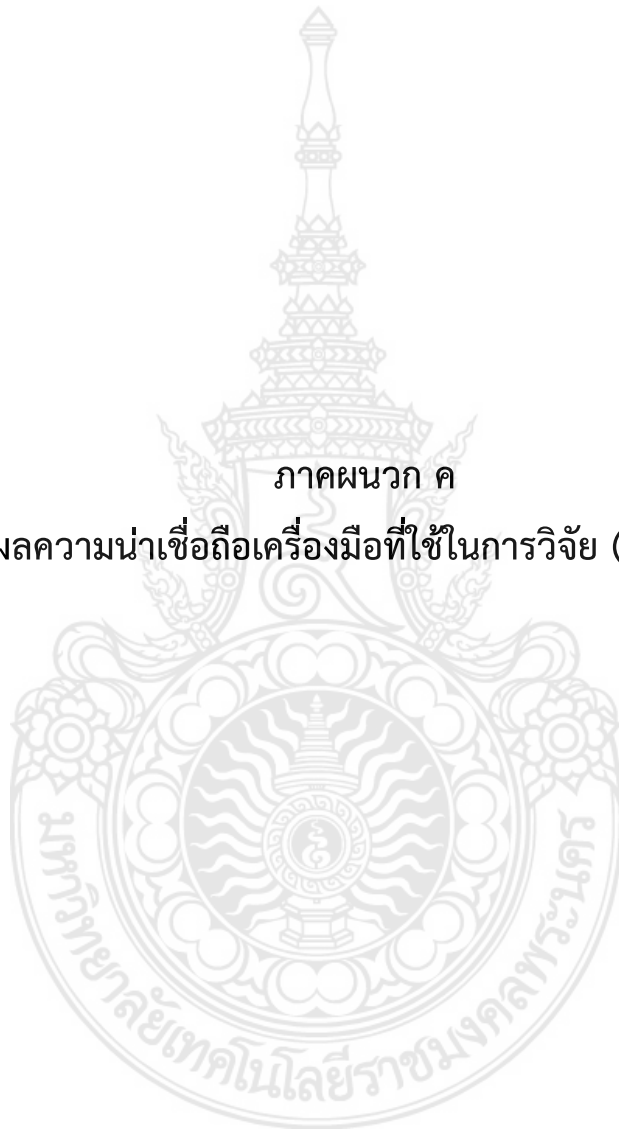 ภาคผนวก ค
ผลความน่าเชื่อถือเครื่องมือที่ใช้ในการวิจัย (
มหาวิทยาลัยเทคโนโลยีราชมงคลพระนคร